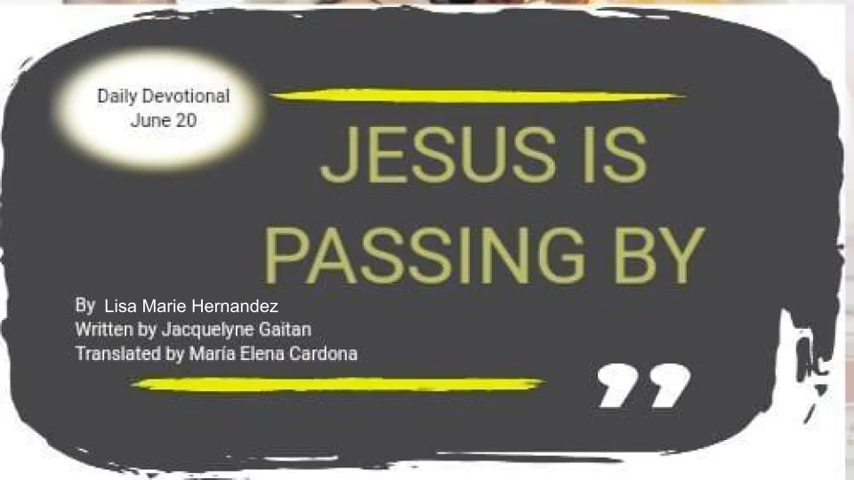 Daily Devotional
June 20
JESUS IS
PASSING BY
By Lisa Marie Hernandez
Written by Jacquelyne Gaitan
Translated by María Elena Cardona
”